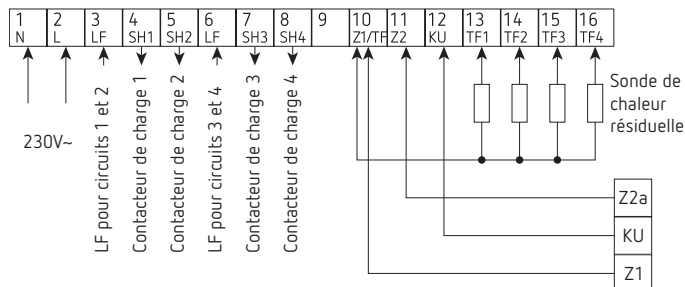 1 2 3 4 5 6 7 8 9 10 11 12 13 14 15 16
N L LF SH1 SH2 LF SH3 SH4 Z1/TF Z2 KU TF1 TF2 TF3 TF4
230V~
LF pour circuits 1 et 2
Contacteur de charge 1
Contacteur de charge 2
LF pour circuits 3 et 4
Contacteur de charge 3
Contacteur de charge 4
Sonde de
chaleur
résiduelle
Z2a
KU
Z1